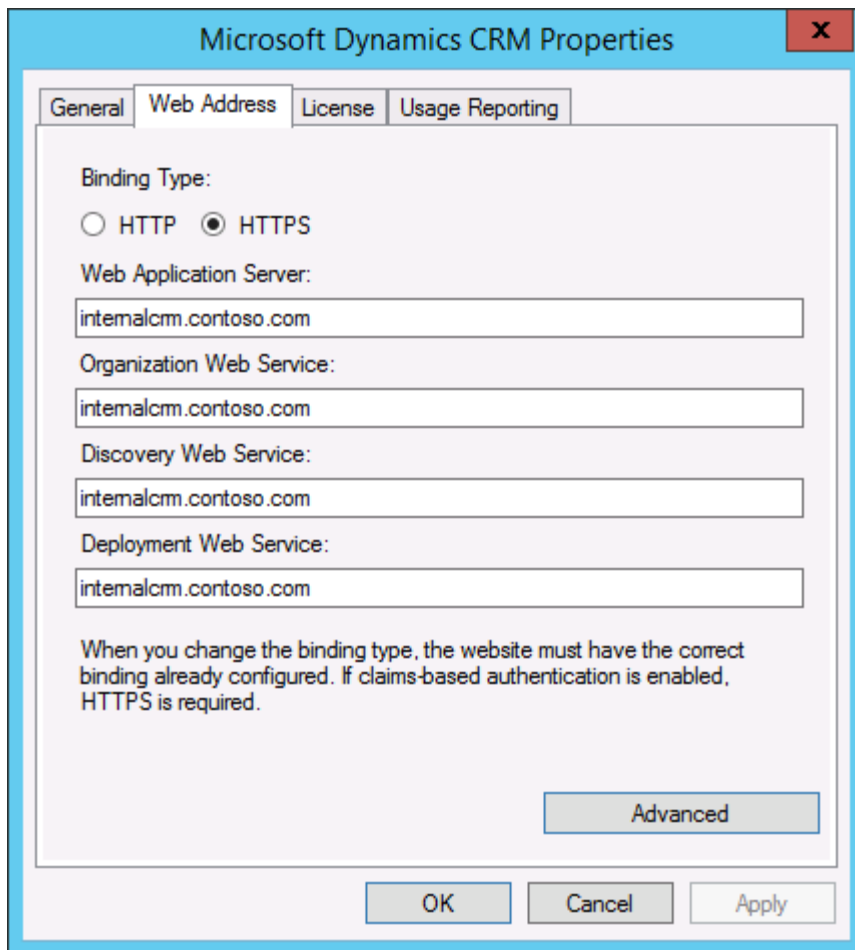 Microsoft Dynamics CRM Properties
x
General Web Address License Usage Reporting
Binding Type:
HTTP HTTPS
Web Application Server:
internalcrm.contoso.com
Organization Web Service:
internalcrm.contoso.com
Discovery Web Service:
internalcrm.contoso.com
Deployment Web Service:
internalcrm.contoso.com
When you change the binding type, the website must have the correct
binding already configured. If claims-based authentication is enabled,
HTTPS is required.
Advanced
OK Cancel Apply